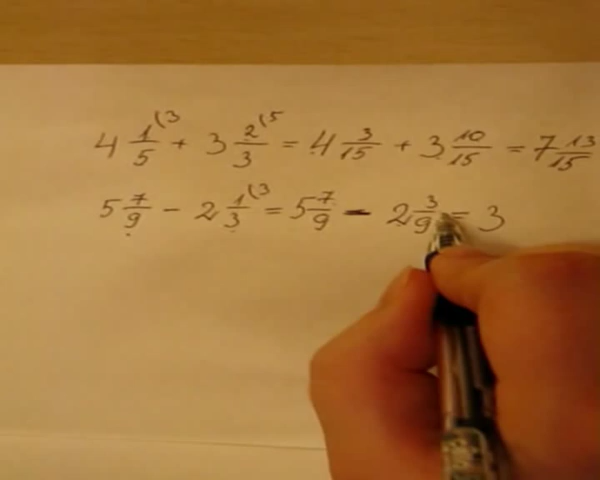 4 1/5 (3 + 3 2/3 (5 = 4 3/15 + 3 10/15 = 7 13/15
5 7/9 - 2 1/3 (3 = 5 7/9 - 2 3/9 = 3